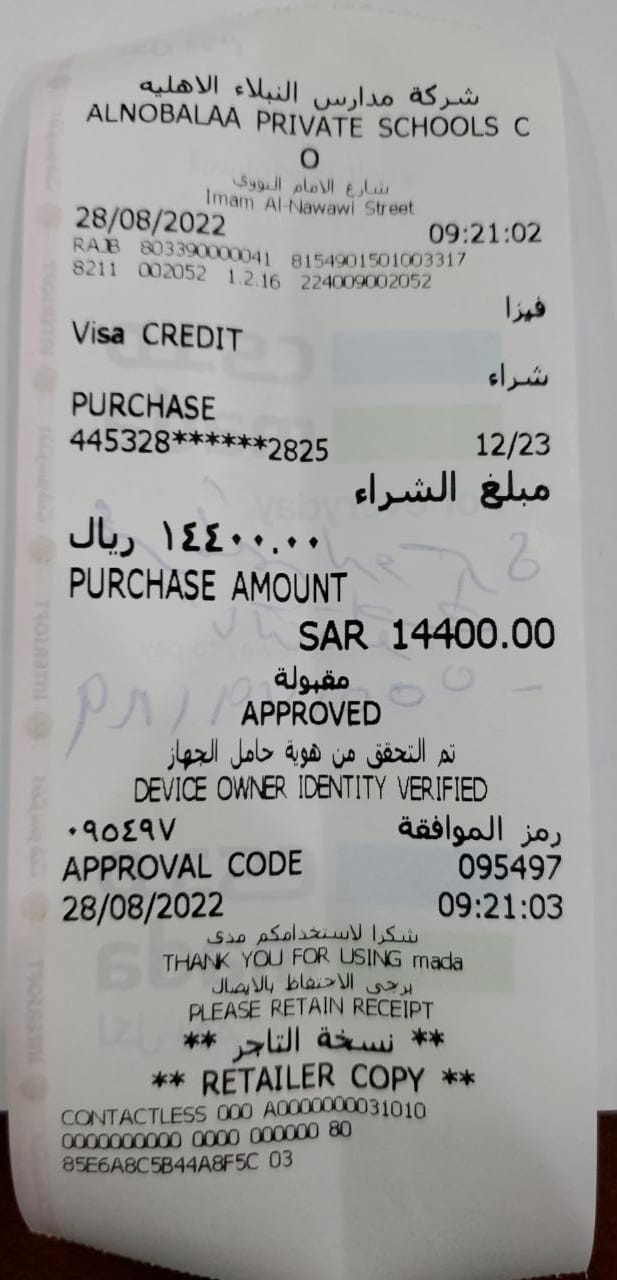 شركة مدارس النبلاء الاهليه
ALNOBALAA PRIVATE SCHOOLS C
O
شارع الامام النووي
Imam Al-Nawawi Street
28/08/2022 09:21:02
RAJB 803390000041 8154901501003317
8211 002052 1.2.16 224009002052
فيزا
Visa CREDIT
شراء
PURCHASE
445328******2825 12/23
مبلغ الشراء
١٤٤٠٠.٠٠ ريال
PURCHASE AMOUNT
SAR 14400.00
مقبولة
APPROVED
تم التحقق من هوية حامل الجهاز
DEVICE OWNER IDENTITY VERIFIED
رمز الموافقة ٠٩٥٤٩٧
APPROVAL CODE 095497
28/08/2022 09:21:03
شكرا لاستخدامكم مدى
THANK YOU FOR USING mada
يرجى الاحتفاظ بالايصال
PLEASE RETAIN RECEIPT
** نسخة التاجر **
** RETAILER COPY **
CONTACTLESS 000 A0000000031010
0000000000 0000 000000 80
85E6A8C5B44A8F5C 03